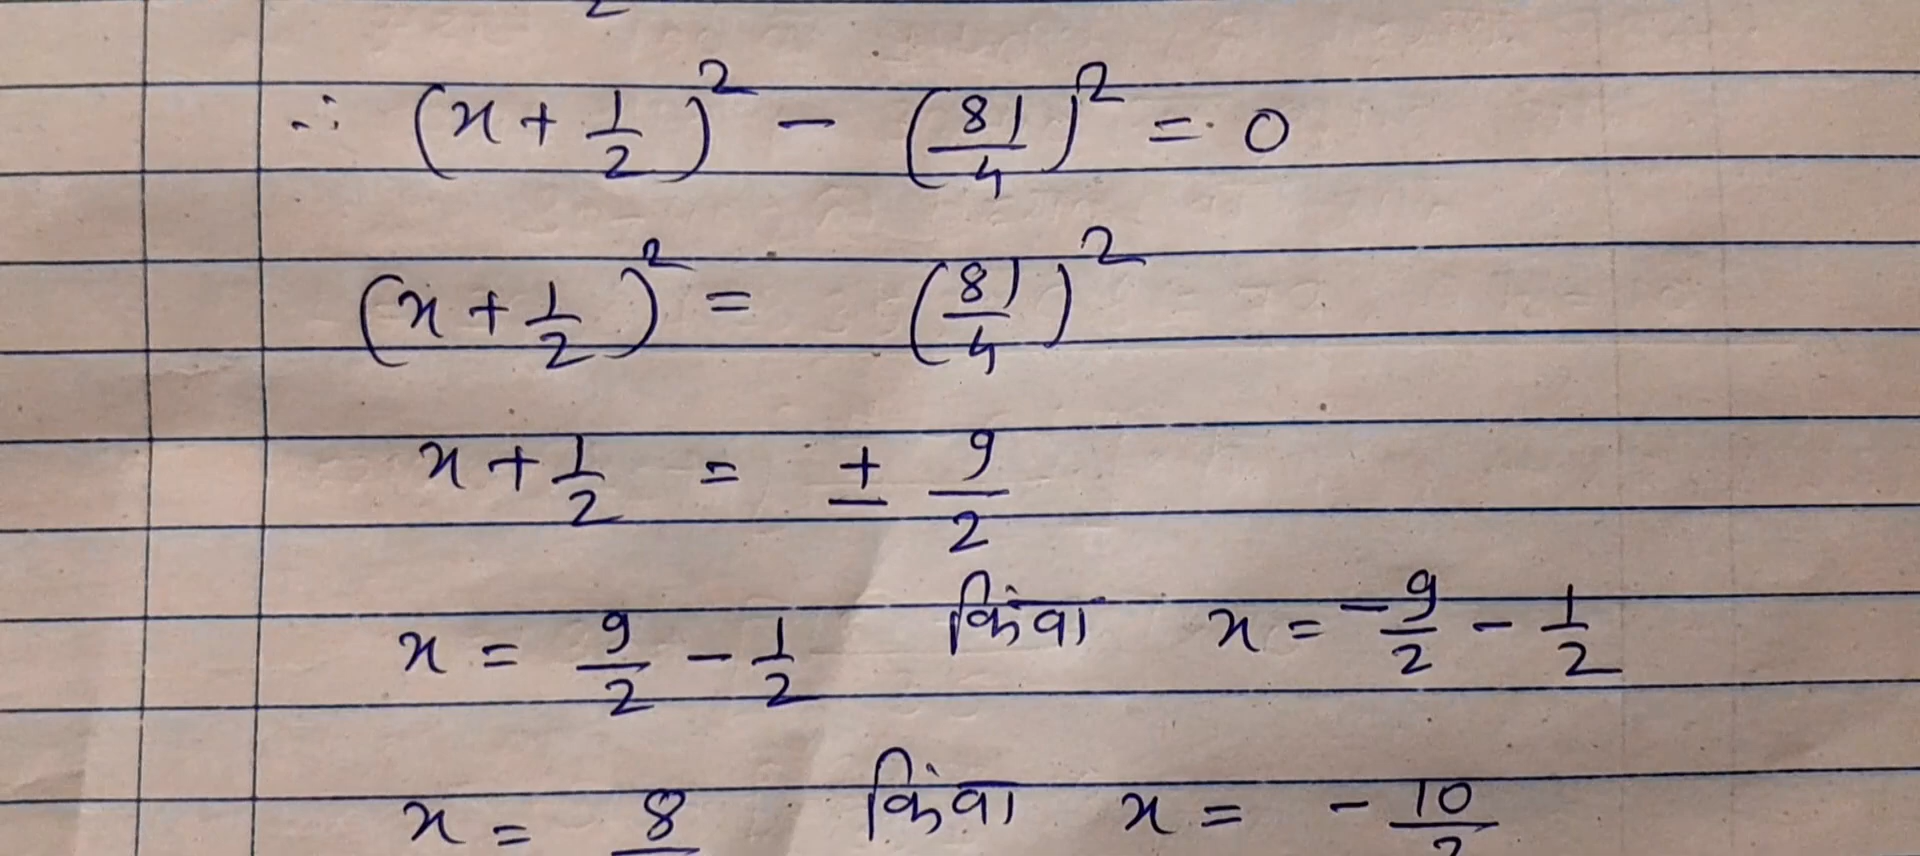 ∴ (x + 1/2)² − (81/4)² = 0
(x + 1/2)² = (81/4)²
x + 1/2 = ± 9/2
x = 9/2 − 1/2 किंवा x = −9/2 − 1/2
x = 8 किंवा x = − 10/2